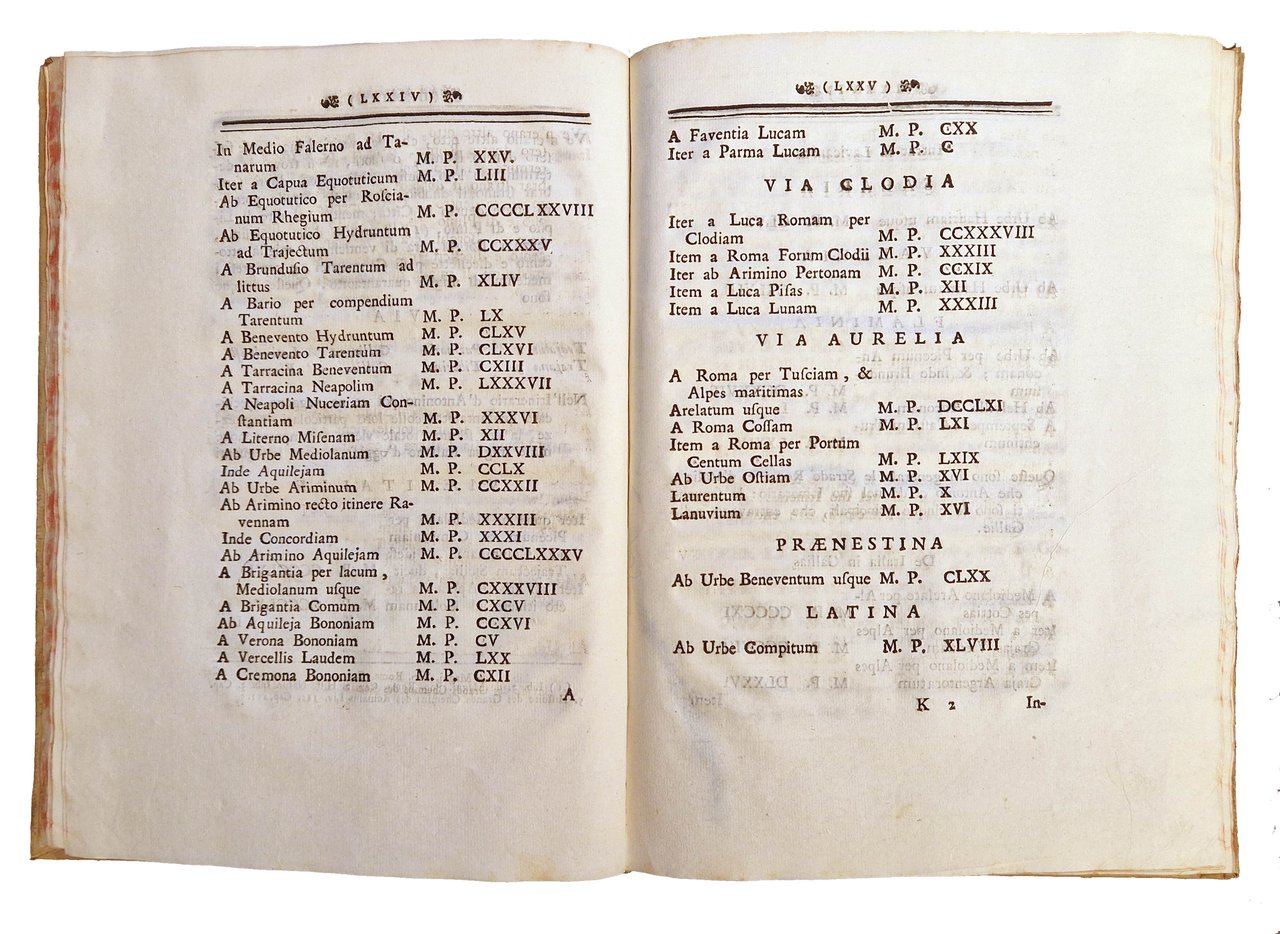 ( LXXIV )
In Medio Falerno ad Ta-
narum M. P. XXV.
Iter a Capua Equotuticum M. P. LIII
Ab Equotutico per Roſcia-
num Rhegium M. P. CCCCLXXVIII
Ab Equotutico Hydruntum
ad Trajectum M. P. CCXXXV
A Brunduſio Tarentum ad
littus M. P. XLIV
A Bario per compendium
Tarentum M. P. LX
A Benevento Hydruntum M. P. CLXV
A Benevento Tarentum M. P. CLXVI
A Tarracina Beneventum M. P. CXIII
A Tarracina Neapolim M. P. LXXXVII
A Neapoli Nuceriam Con-
ſtantiam M. P. XXXVI
A Literno Miſenam M. P. XII
Ab Urbe Mediolanum M. P. DXXVIII
Inde Aquilejam M. P. CCLX
Ab Urbe Ariminum M. P. CCXXII
Ab Arimino recto itinere Ra-
vennam M. P. XXXIII
Inde Concordiam M. P. XXXI
Ab Arimino Aquilejam M. P. CCCCLXXXV
A Brigantia per lacum,
Mediolanum uſque M. P. CXXXVIII
A Brigantia Comum M. P. CXCV
Ab Aquileja Bononiam M. P. CCXVI
A Verona Bononiam M. P. CV
A Vercellis Laudem M. P. LXX
A Cremona Bononiam M. P. CXII
A
( LXXV )
A Faventia Lucam M. P. CXX
Iter a Parma Lucam M. P. C
VIA CLODIA
Iter a Luca Romam per
Clodiam M. P. CCXXXVIII
Item a Roma Forum Clodii M. P. XXXIII
Iter ab Arimino Pertonam M. P. CCXIX
Item a Luca Piſas M. P. XII
Item a Luca Lunam M. P. XXXIII
VIA AURELIA
A Roma per Tuſciam, &
Alpes maritimas
Arelatum uſque M. P. DCCLXI
A Roma Coſſam M. P. LXI
Item a Roma per Portum
Centum Cellas M. P. LXIX
Ab Urbe Oſtiam M. P. XVI
Laurentum M. P. X
Lanuvium M. P. XVI
PRÆNESTINA
Ab Urbe Beneventum uſque M. P. CLXX
LATINA
Ab Urbe Compitum M. P. XLVIII
K 2 In-